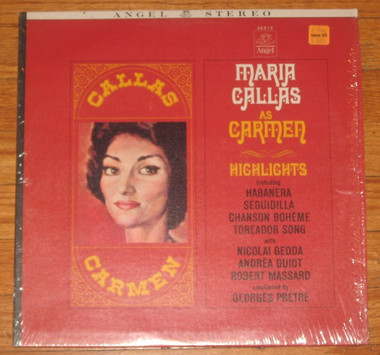 ANGEL STEREO
Angel
CALLAS
CARMEN
MARIA
CALLAS
AS
CARMEN
HIGHLIGHTS
including
HABANERA
SEGUIDILLA
CHANSON BOHÈME
TOREADOR SONG
with
NICOLAI GEDDA
ANDREA GUIOT
ROBERT MASSARD
conducted by
GEORGES PRÊTRE